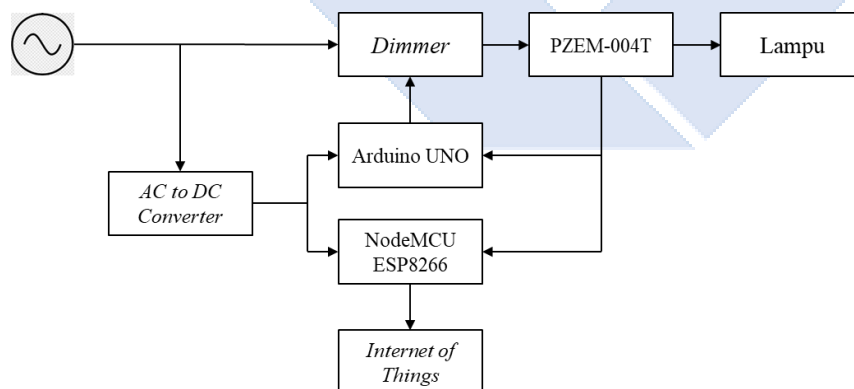 Dimmer
PZEM-004T
Lampu
Arduino UNO
AC to DC
Converter
NodeMCU
ESP8266
Internet of
Things